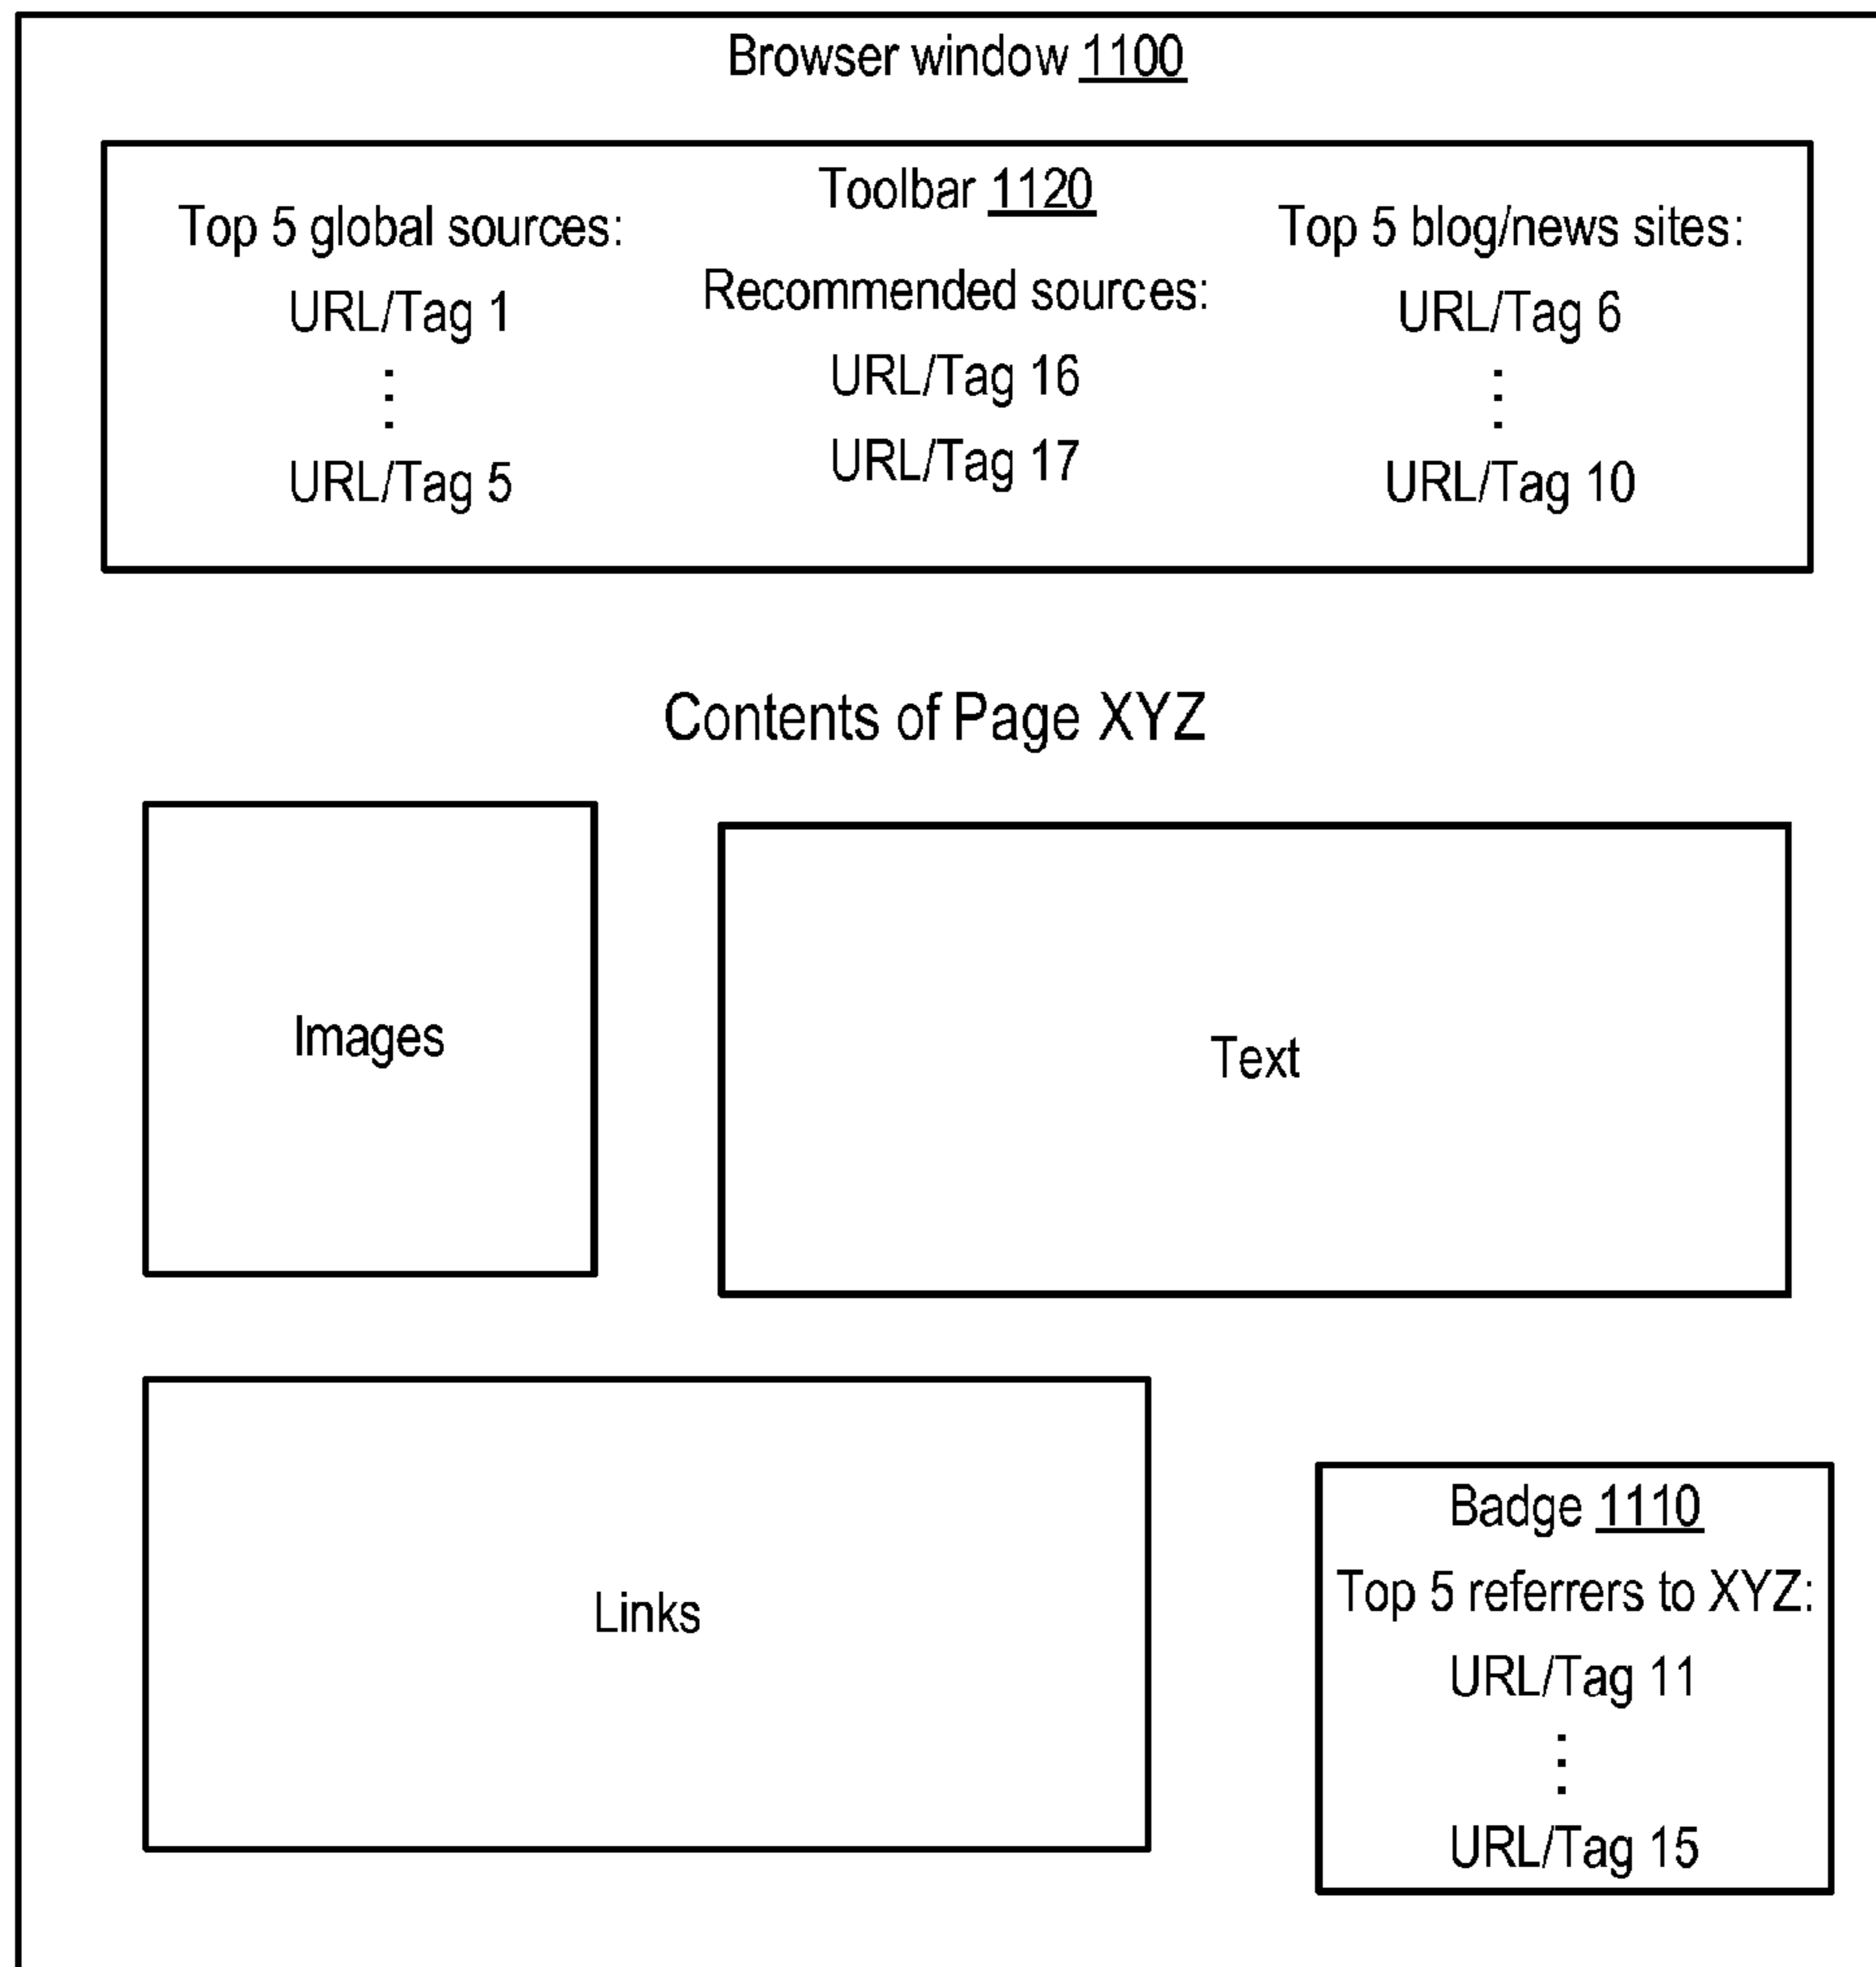 Browser window 1100
Toolbar 1120
Top 5 global sources:
URL/Tag 1
⋮
URL/Tag 5
Recommended sources:
URL/Tag 16
URL/Tag 17
Top 5 blog/news sites:
URL/Tag 6
⋮
URL/Tag 10
Contents of Page XYZ
Images
Text
Links
Badge 1110
Top 5 referrers to XYZ:
URL/Tag 11
⋮
URL/Tag 15